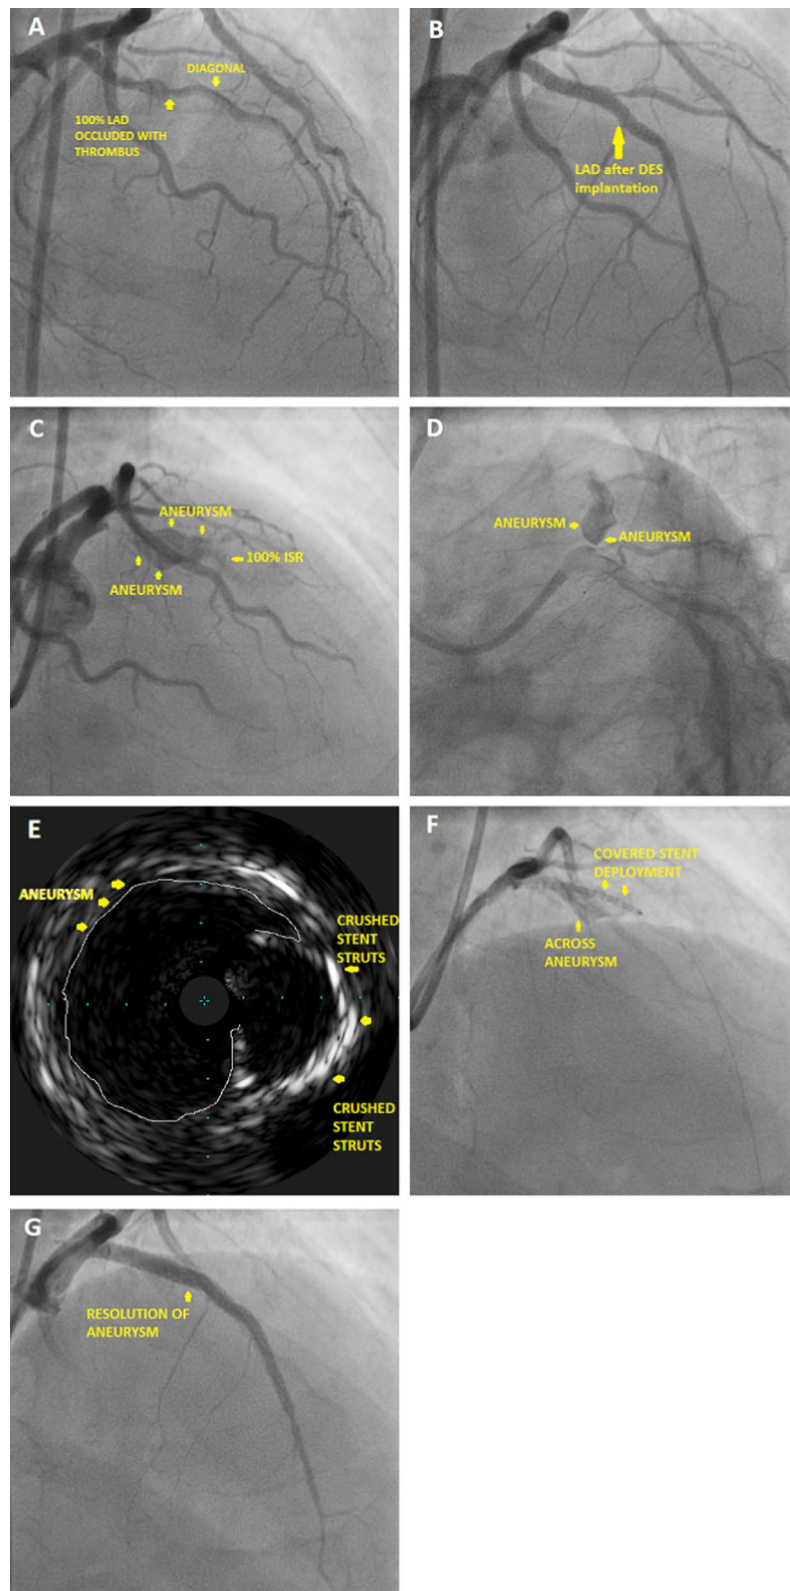 A
DIAGONAL
100% LAD
OCCLUDED WITH
THROMBUS
B
LAD after DES
implantation
C
ANEURYSM
100% ISR
ANEURYSM
D
ANEURYSM
ANEURYSM
E
ANEURYSM
CRUSHED
STENT
STRUTS
CRUSHED
STENT
STRUTS
F
COVERED STENT
DEPLOYMENT
ACROSS
ANEURYSM
G
RESOLUTION OF
ANEURYSM